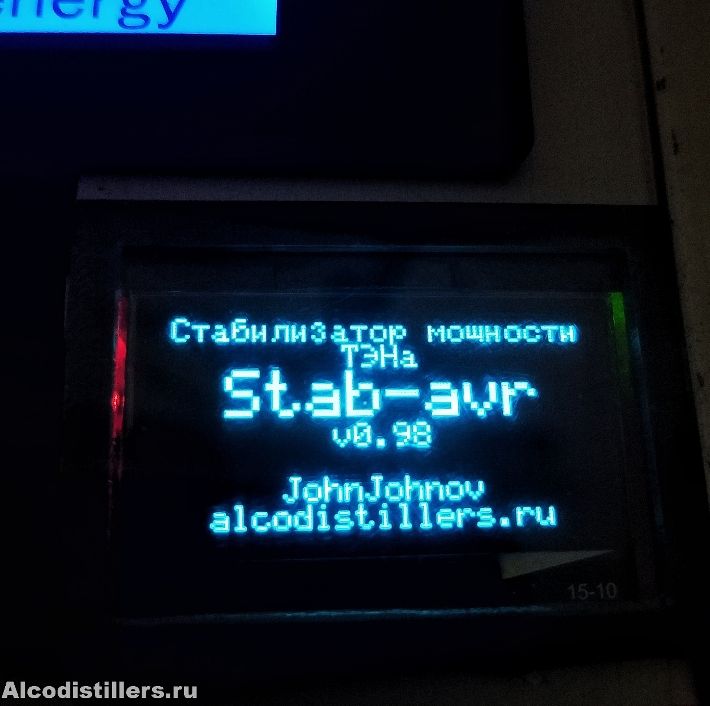 energy
Стабилизатор мощности
ТЭНа
Stab-avr
v0.98
JohnJohnov
alcodistillers.ru
15-10
Alcodistillers.ru